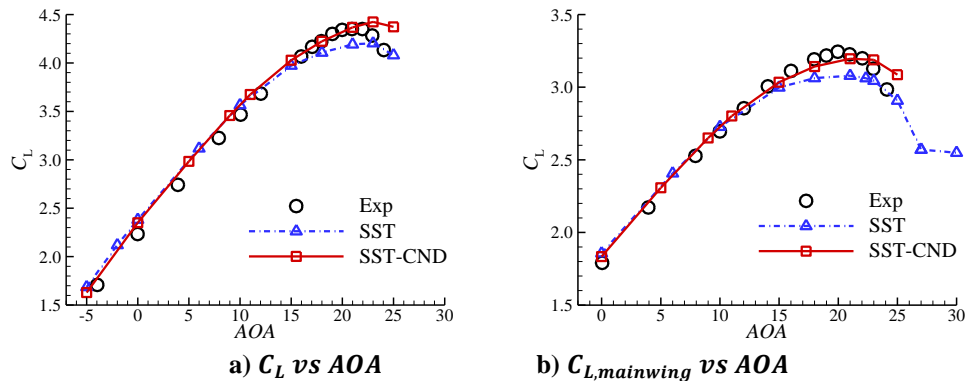 4.5
4.0
3.5
3.0
2.5
2.0
1.5
C_L
-5 0 5 10 15 20 25 30
AOA
Exp
SST
SST-CND
a) C_L vs AOA
3.5
3.0
2.5
2.0
1.5
C_L
0 5 10 15 20 25 30
AOA
Exp
SST
SST-CND
b) C_L,mainwing vs AOA